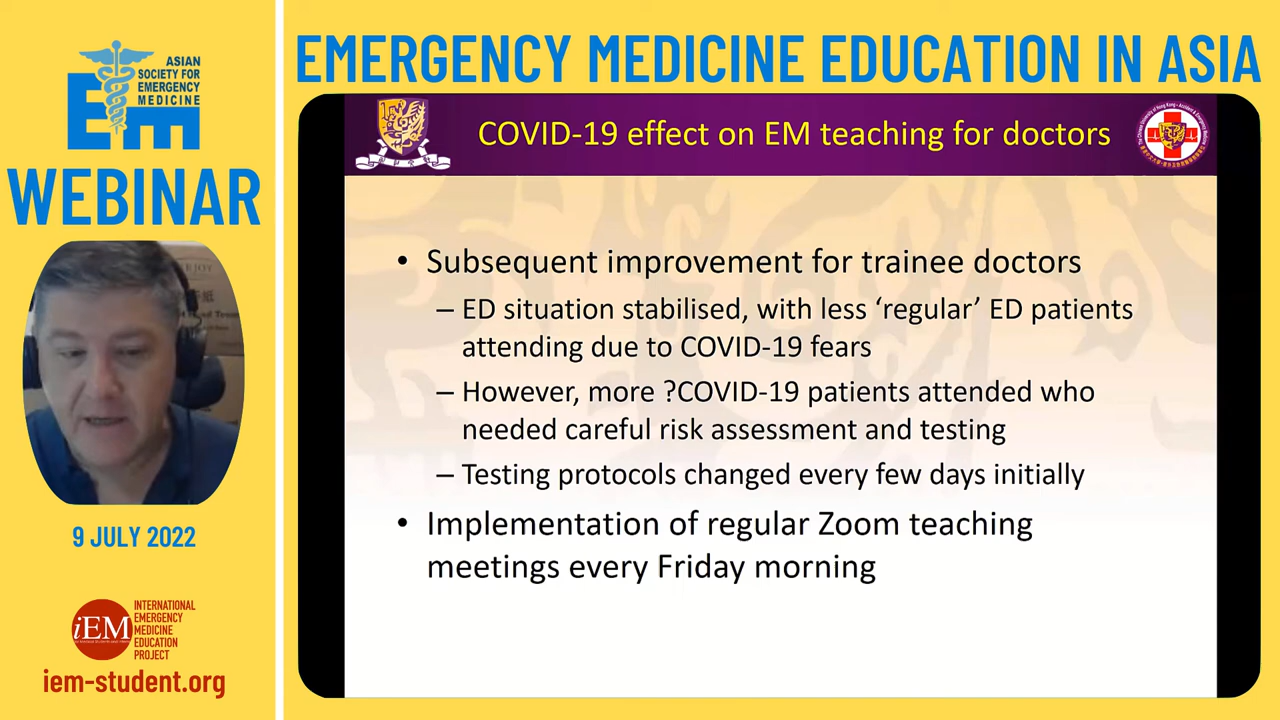 ASIAN
SOCIETY FOR
EMERGENCY
MEDICINE
EM
WEBINAR
9 JULY 2022
iEM
INTERNATIONAL
EMERGENCY
MEDICINE
EDUCATION
PROJECT
iem-student.org
EMERGENCY MEDICINE EDUCATION IN ASIA
COVID-19 effect on EM teaching for doctors
• Subsequent improvement for trainee doctors
– ED situation stabilised, with less ‘regular’ ED patients
attending due to COVID-19 fears
– However, more ?COVID-19 patients attended who
needed careful risk assessment and testing
– Testing protocols changed every few days initially
• Implementation of regular Zoom teaching
meetings every Friday morning